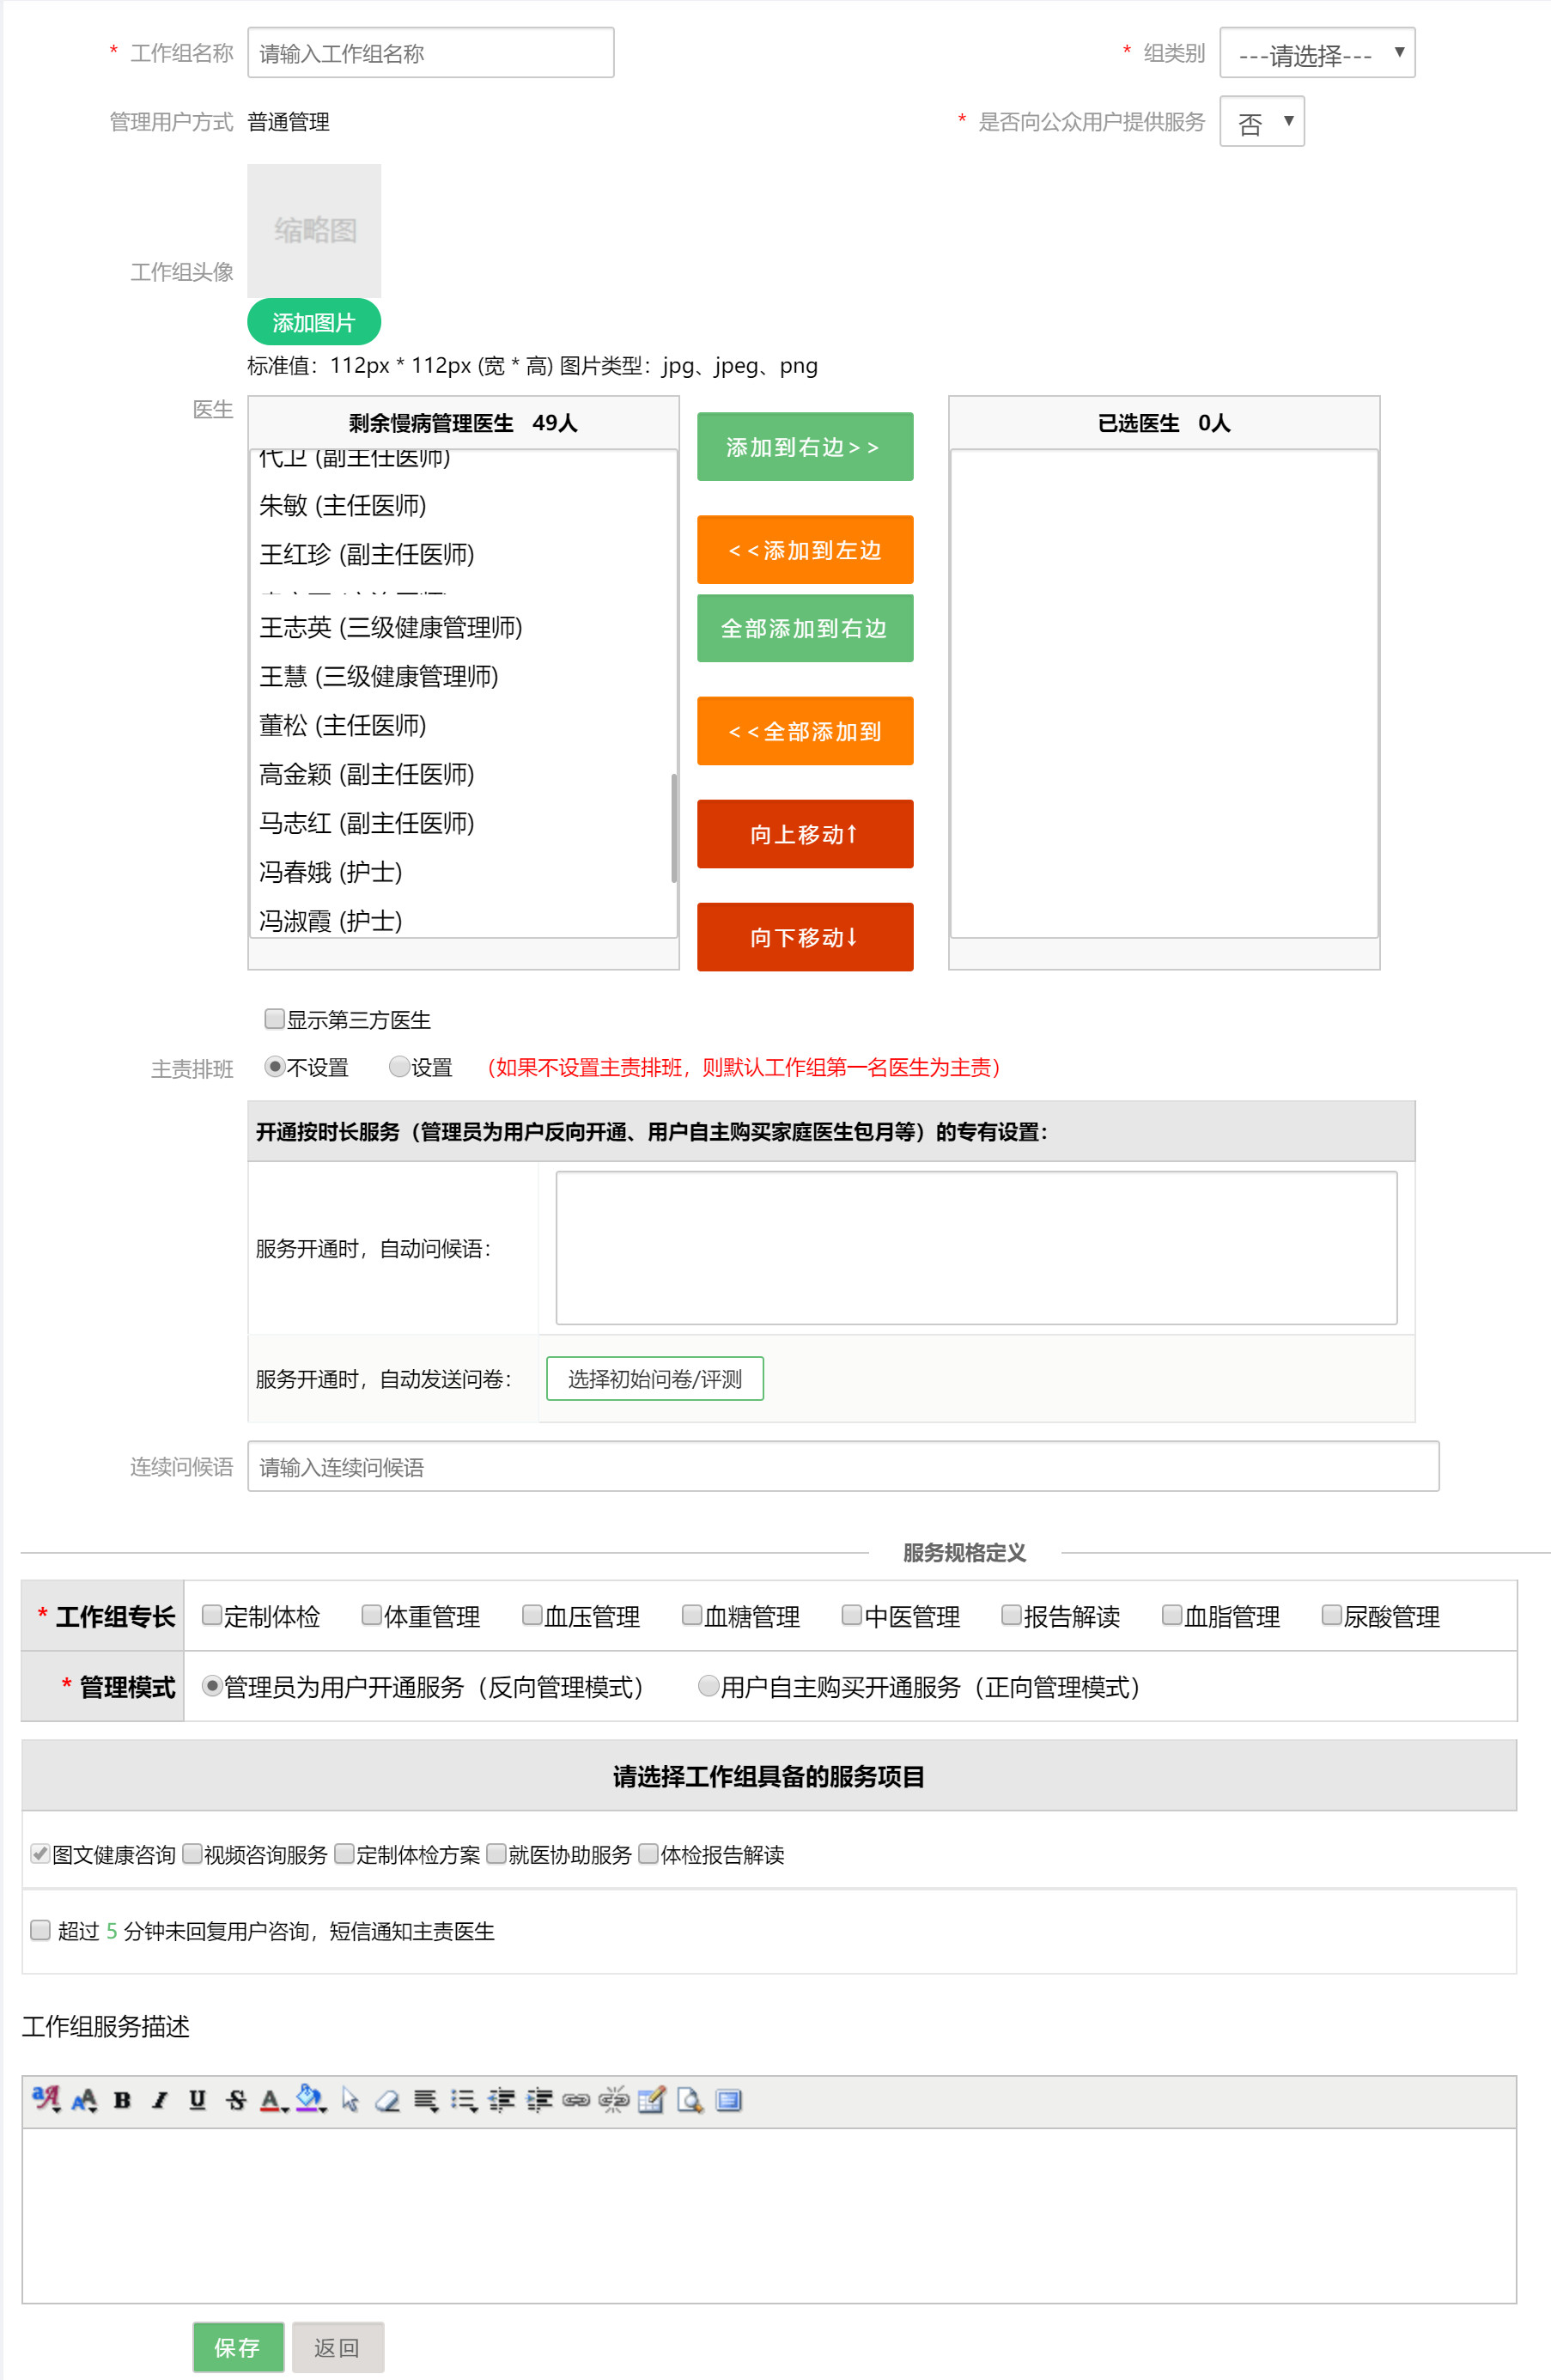 * 工作组名称 请输入工作组名称 * 组类别 ---请选择---
管理用户方式 普通管理 * 是否向公众用户提供服务 否
缩略图
工作组头像
添加图片
标准值：112px * 112px (宽 * 高) 图片类型：jpg、jpeg、png
医生 剩余慢病管理医生 49人 已选医生 0人
代卫 (副主任医师)
朱敏 (主任医师)
王红珍 (副主任医师)
王志英 (三级健康管理师)
王慧 (三级健康管理师)
董松 (主任医师)
高金颖 (副主任医师)
马志红 (副主任医师)
冯春娥 (护士)
冯淑霞 (护士)
添加到右边>>
<<添加到左边
全部添加到右边
<<全部添加到
向上移动↑
向下移动↓
显示第三方医生
主责排班 不设置 设置 （如果不设置主责排班，则默认工作组第一名医生为主责）
开通按时长服务（管理员为用户反向开通、用户自主购买家庭医生包月等）的专有设置：
服务开通时，自动问候语：
服务开通时，自动发送问卷： 选择初始问卷/评测
连续问候语 请输入连续问候语
服务规格定义
* 工作组专长 定制体检 体重管理 血压管理 血糖管理 中医管理 报告解读 血脂管理 尿酸管理
* 管理模式 管理员为用户开通服务（反向管理模式） 用户自主购买开通服务（正向管理模式）
请选择工作组具备的服务项目
图文健康咨询 视频咨询服务 定制体检方案 就医协助服务 体检报告解读
超过 5 分钟未回复用户咨询，短信通知主责医生
工作组服务描述
保存 返回